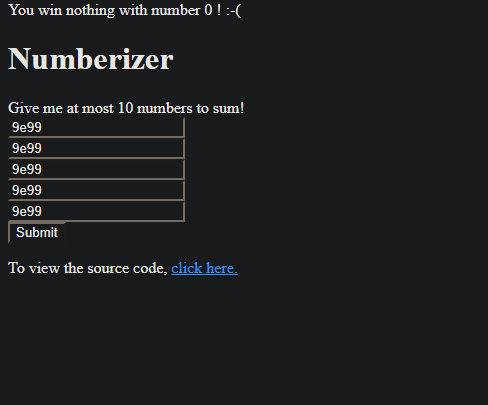 You win nothing with number 0 ! :-(
Numberizer
Give me at most 10 numbers to sum!
9e99
9e99
9e99
9e99
9e99
Submit
To view the source code, click here.